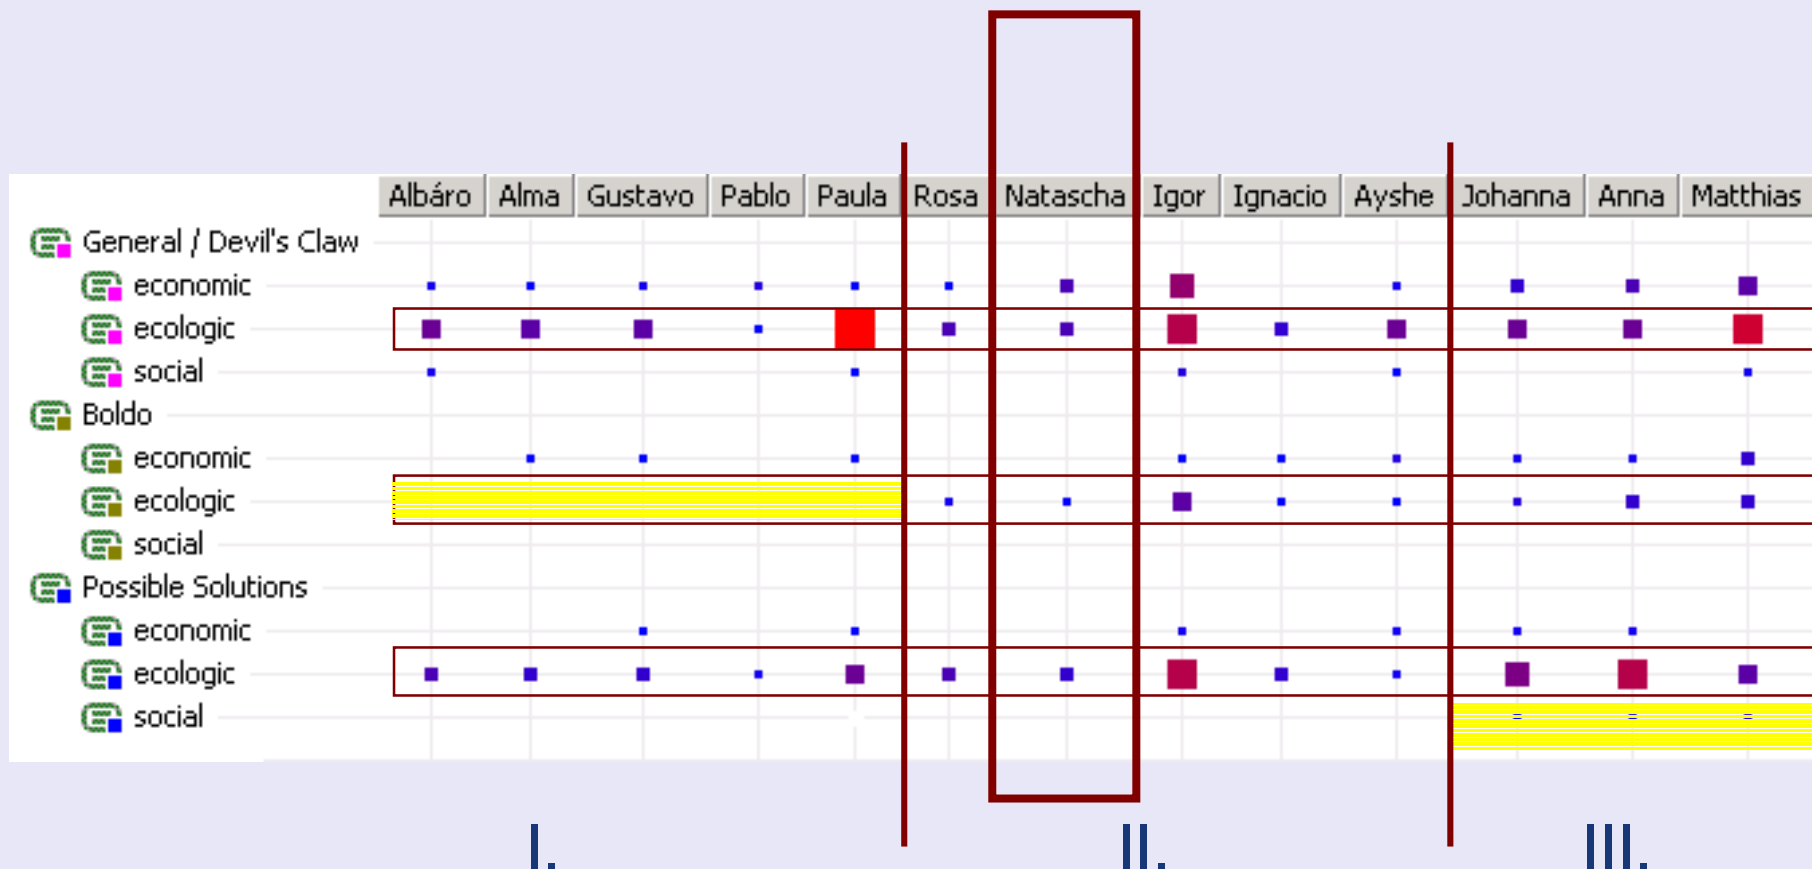 Albáro Alma Gustavo Pablo Paula Rosa Natascha Igor Ignacio Ayshe Johanna Anna Matthias
General / Devil's Claw
economic
ecologic
social
Boldo
economic
ecologic
social
Possible Solutions
economic
ecologic
social
I. II. III.